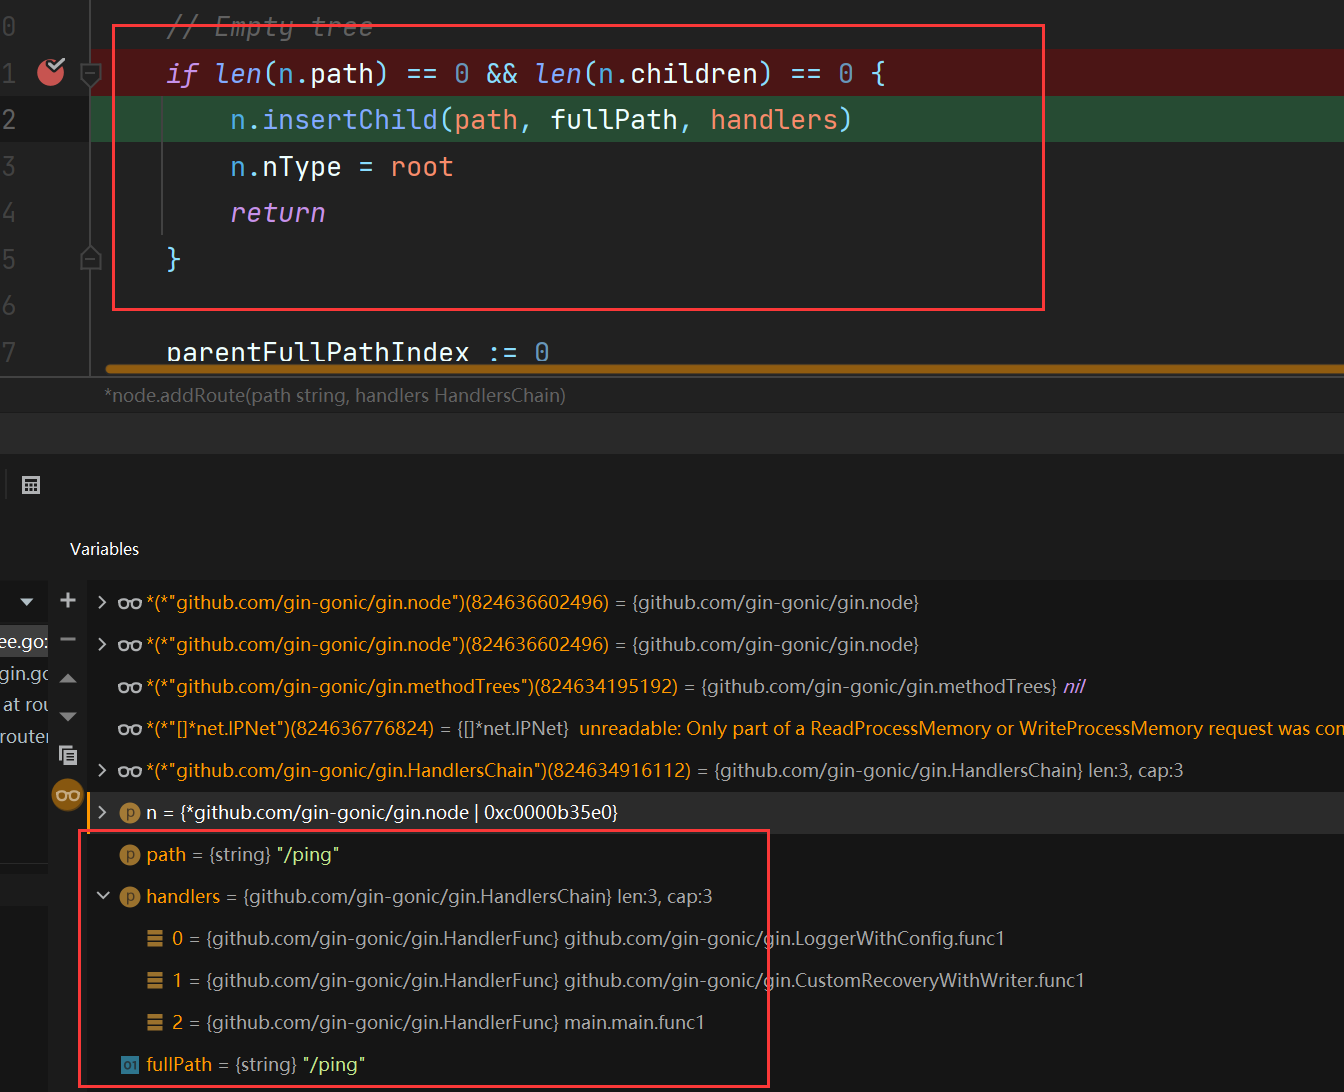 0 // Empty tree
1 if len(n.path) == 0 && len(n.children) == 0 {
2 n.insertChild(path, fullPath, handlers)
3 n.nType = root
4 return
5 }
6
7 parentFullPathIndex := 0
*node.addRoute(path string, handlers HandlersChain)
Variables
*(*"github.com/gin-gonic/gin.node")(824636602496) = {github.com/gin-gonic/gin.node}
ee.go: *(*"github.com/gin-gonic/gin.node")(824636602496) = {github.com/gin-gonic/gin.node}
gin.go *(*"github.com/gin-gonic/gin.methodTrees")(824634195192) = {github.com/gin-gonic/gin.methodTrees} nil
at rou
router *(*"[]*net.IPNet")(824636776824) = {[]*net.IPNet} unreadable: Only part of a ReadProcessMemory or WriteProcessMemory request was con
*(*"github.com/gin-gonic/gin.HandlersChain")(824634916112) = {github.com/gin-gonic/gin.HandlersChain} len:3, cap:3
p n = {*github.com/gin-gonic/gin.node | 0xc0000b35e0}
p path = {string} "/ping"
p handlers = {github.com/gin-gonic/gin.HandlersChain} len:3, cap:3
0 = {github.com/gin-gonic/gin.HandlerFunc} github.com/gin-gonic/gin.LoggerWithConfig.func1
1 = {github.com/gin-gonic/gin.HandlerFunc} github.com/gin-gonic/gin.CustomRecoveryWithWriter.func1
2 = {github.com/gin-gonic/gin.HandlerFunc} main.main.func1
01 fullPath = {string} "/ping"